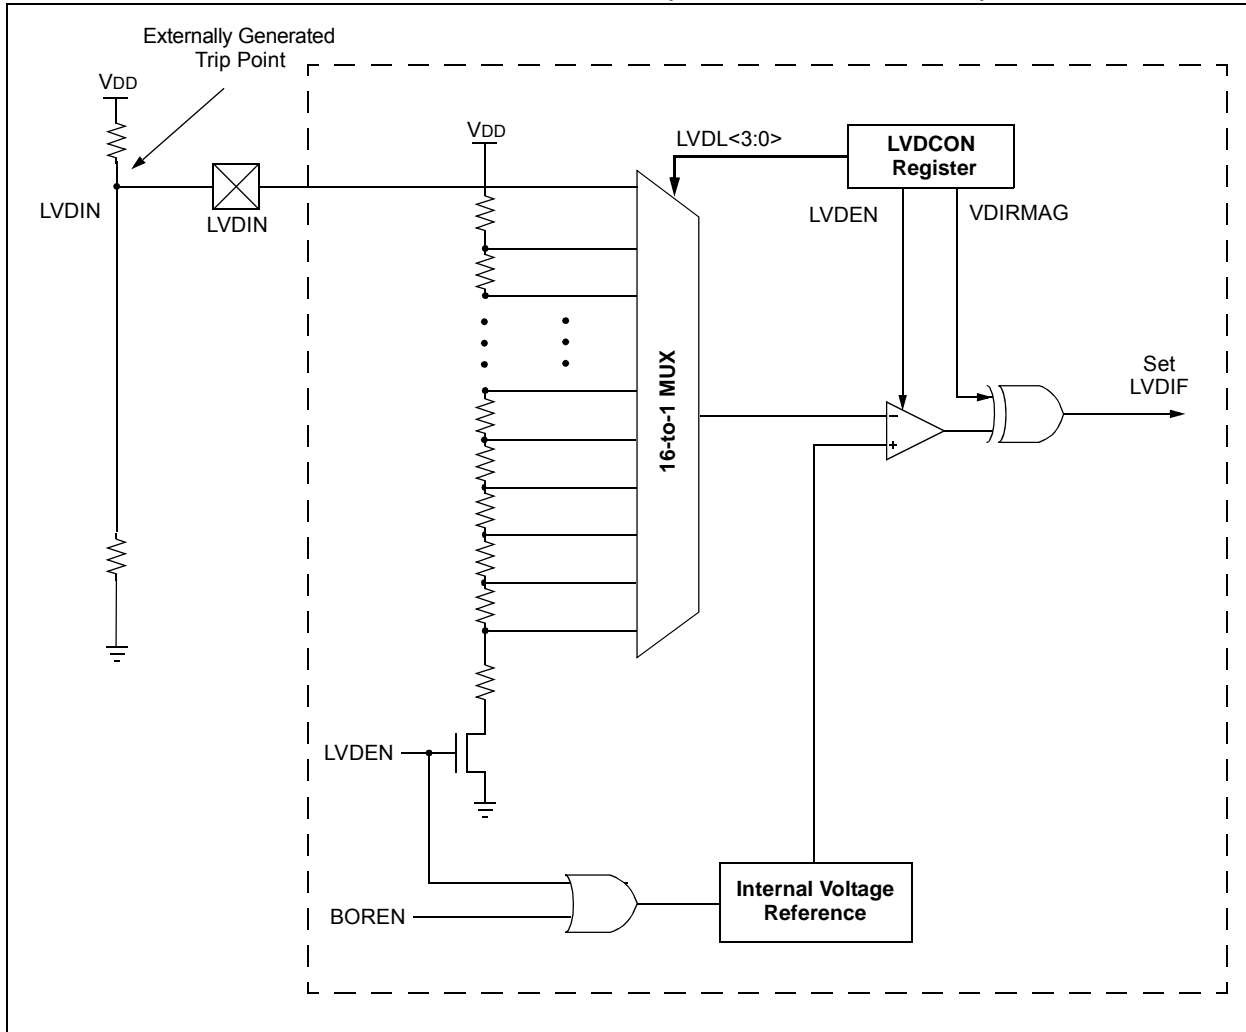 Externally Generated
Trip Point
VDD
LVDIN
LVDIN
VDD
LVDL<3:0>
LVDCON
Register
LVDEN
VDIRMAG
16-to-1 MUX
–
+
Set
LVDIF
LVDEN
BOREN
Internal Voltage
Reference